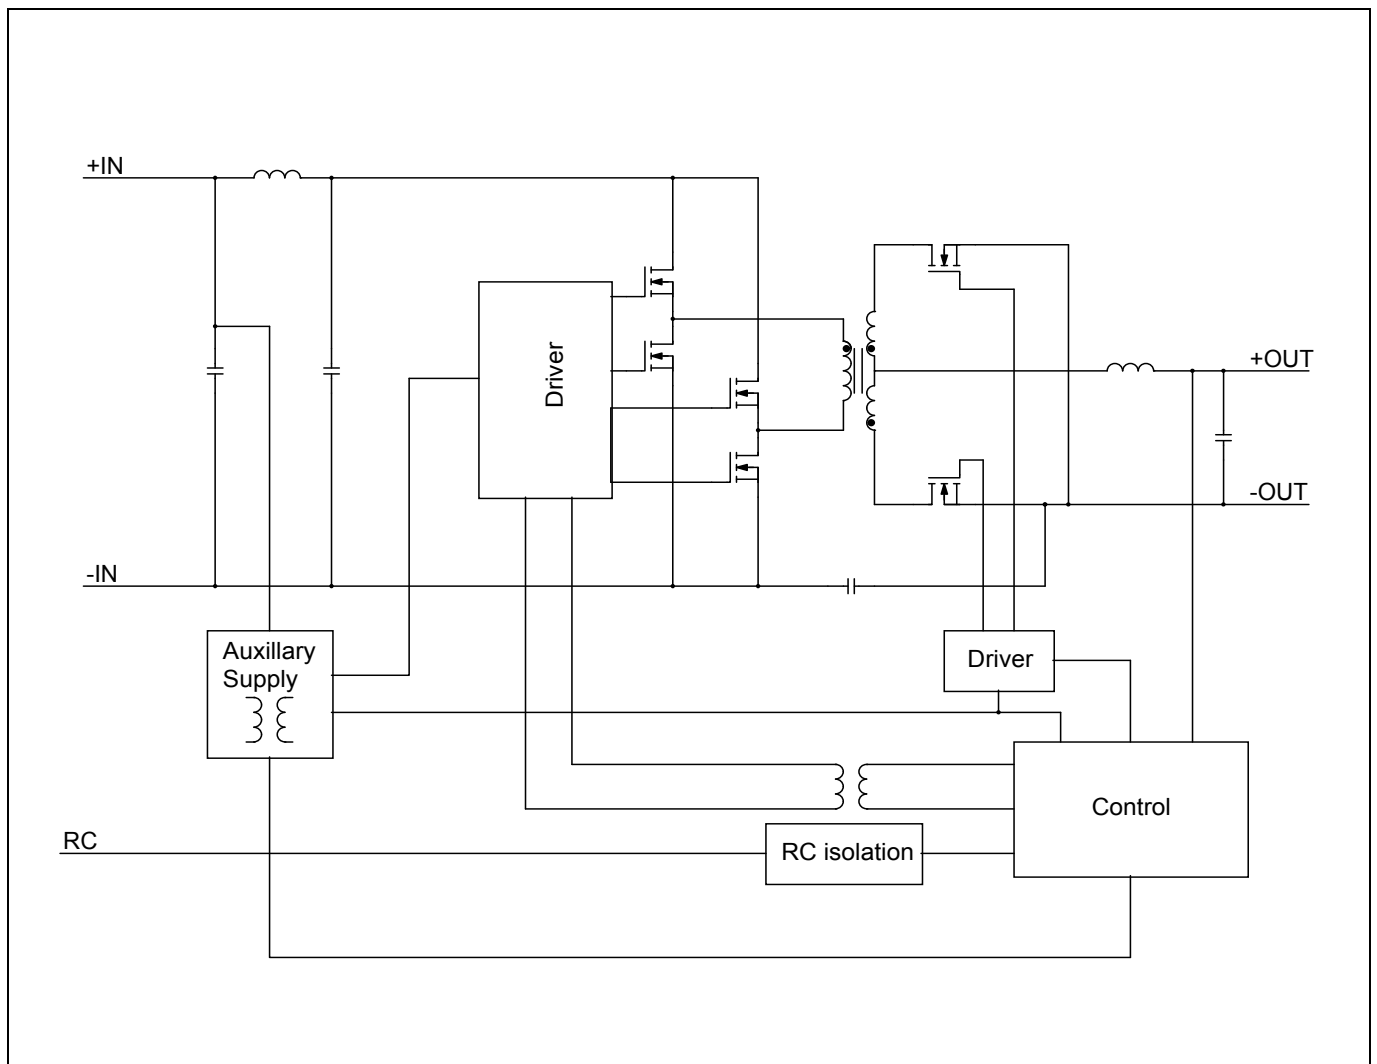 +IN
Driver
+OUT
-OUT
-IN
Auxillary
Supply
Driver
Control
RC
RC isolation